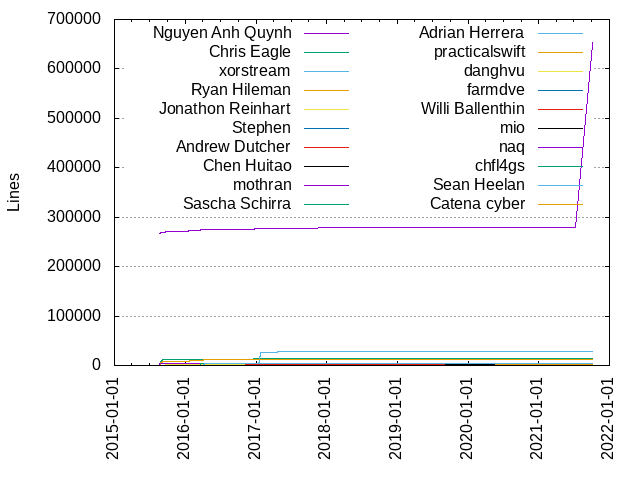 700000
600000
500000
400000
300000
200000
100000
0
Lines
Nguyen Anh Quynh
Chris Eagle
xorstream
Ryan Hileman
Jonathon Reinhart
Stephen
Andrew Dutcher
Chen Huitao
mothran
Sascha Schirra
Adrian Herrera
practicalswift
danghvu
farmdve
Willi Ballenthin
mio
naq
chfl4gs
Sean Heelan
Catena cyber
2015-01-01
2016-01-01
2017-01-01
2018-01-01
2019-01-01
2020-01-01
2021-01-01
2022-01-01